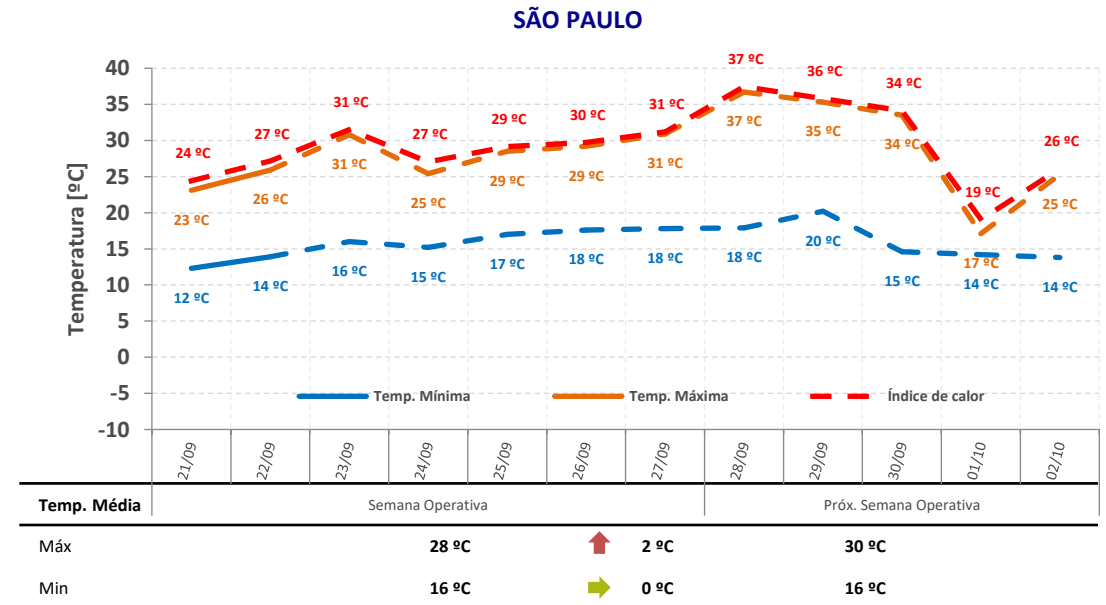 SÃO PAULO
Temperatura [ºC]
40
35
30
25
20
15
10
5
0
-5
-10
24 ºC 27 ºC 31 ºC 27 ºC 29 ºC 30 ºC 31 ºC 37 ºC 36 ºC 34 ºC 19 ºC 26 ºC
23 ºC 26 ºC 31 ºC 25 ºC 29 ºC 29 ºC 31 ºC 37 ºC 35 ºC 34 ºC 17 ºC 25 ºC
12 ºC 14 ºC 16 ºC 15 ºC 17 ºC 18 ºC 18 ºC 18 ºC 20 ºC 15 ºC 14 ºC 14 ºC
Temp. Mínima Temp. Máxima Índice de calor
21/09 22/09 23/09 24/09 25/09 26/09 27/09 28/09 29/09 30/09 01/10 02/10
Temp. Média Semana Operativa Próx. Semana Operativa
Máx 28 ºC 2 ºC 30 ºC
Min 16 ºC 0 ºC 16 ºC